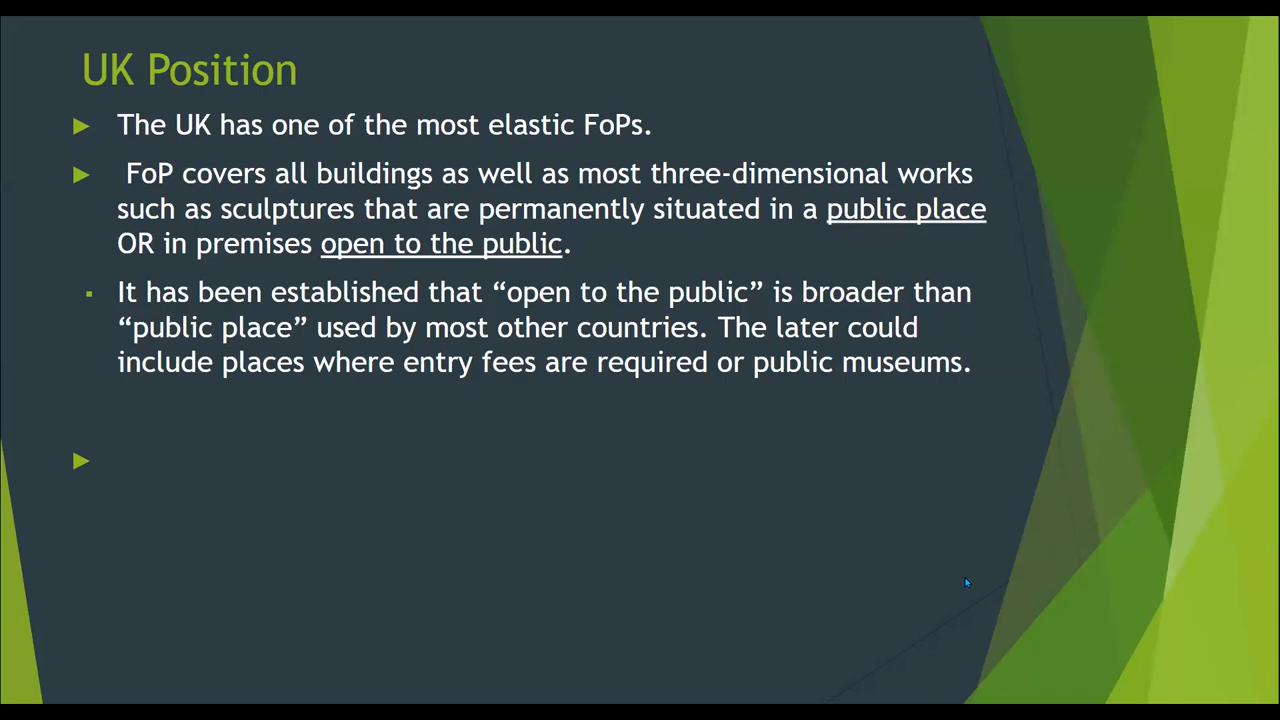 UK Position
The UK has one of the most elastic FoPs.
FoP covers all buildings as well as most three-dimensional works
such as sculptures that are permanently situated in a public place
OR in premises open to the public.
It has been established that “open to the public” is broader than
“public place” used by most other countries. The later could
include places where entry fees are required or public museums.